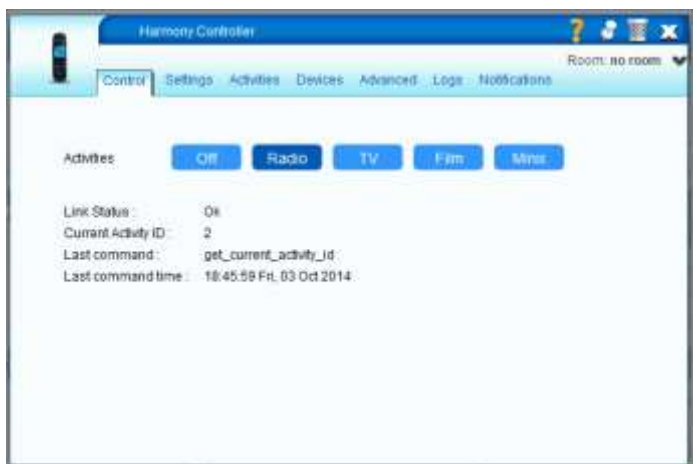 Harmony Controller
?
Room: no room
Control Settings Activities Devices Advanced Logs Notifications
Activities Off Radio TV Film Minix
Link Status : Ok
Current Activity ID : 2
Last command : get_current_activity_id
Last command time : 18:45:59 Fri, 03 Oct 2014